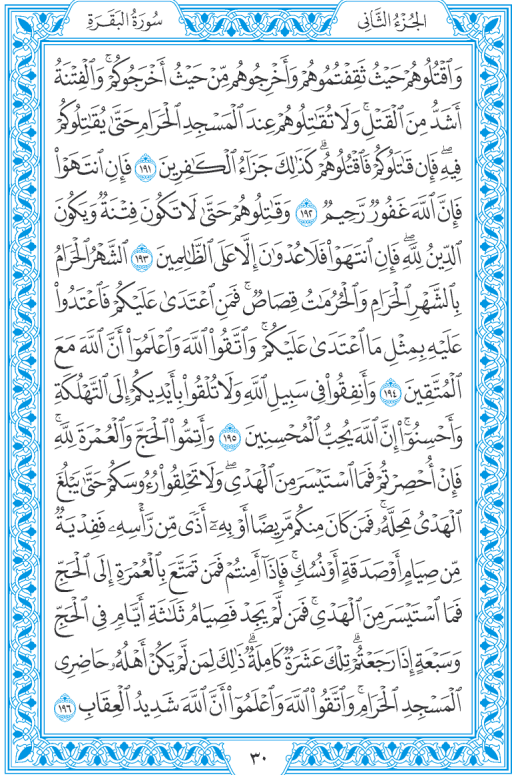 الجُزْءُ الثَّانِي
سُورَةُ البَقَرَةِ
وَٱقۡتُلُوهُمۡ حَيۡثُ ثَقِفۡتُمُوهُمۡ وَأَخۡرِجُوهُم مِّنۡ حَيۡثُ أَخۡرَجُوكُمۡۚ وَٱلۡفِتۡنَةُ
أَشَدُّ مِنَ ٱلۡقَتۡلِۚ وَلَا تُقَٰتِلُوهُمۡ عِندَ ٱلۡمَسۡجِدِ ٱلۡحَرَامِ حَتَّىٰ يُقَٰتِلُوكُمۡ
فِيهِۖ فَإِن قَٰتَلُوكُمۡ فَٱقۡتُلُوهُمۡۗ كَذَٰلِكَ جَزَآءُ ٱلۡكَٰفِرِينَ ١٩١ فَإِنِ ٱنتَهَوۡاْ
فَإِنَّ ٱللَّهَ غَفُورٞ رَّحِيمٞ ١٩٢ وَقَٰتِلُوهُمۡ حَتَّىٰ لَا تَكُونَ فِتۡنَةٞ وَيَكُونَ
ٱلدِّينُ لِلَّهِۖ فَإِنِ ٱنتَهَوۡاْ فَلَا عُدۡوَٰنَ إِلَّا عَلَى ٱلظَّٰلِمِينَ ١٩٣ ٱلشَّهۡرُ ٱلۡحَرَامُ
بِٱلشَّهۡرِ ٱلۡحَرَامِ وَٱلۡحُرُمَٰتُ قِصَاصٞۚ فَمَنِ ٱعۡتَدَىٰ عَلَيۡكُمۡ فَٱعۡتَدُواْ
عَلَيۡهِ بِمِثۡلِ مَا ٱعۡتَدَىٰ عَلَيۡكُمۡۚ وَٱتَّقُواْ ٱللَّهَ وَٱعۡلَمُوٓاْ أَنَّ ٱللَّهَ مَعَ
ٱلۡمُتَّقِينَ ١٩٤ وَأَنفِقُواْ فِي سَبِيلِ ٱللَّهِ وَلَا تُلۡقُواْ بِأَيۡدِيكُمۡ إِلَى ٱلتَّهۡلُكَةِ
وَأَحۡسِنُوٓاْۚ إِنَّ ٱللَّهَ يُحِبُّ ٱلۡمُحۡسِنِينَ ١٩٥ وَأَتِمُّواْ ٱلۡحَجَّ وَٱلۡعُمۡرَةَ لِلَّهِۚ
فَإِنۡ أُحۡصِرۡتُمۡ فَمَا ٱسۡتَيۡسَرَ مِنَ ٱلۡهَدۡيِۖ وَلَا تَحۡلِقُواْ رُءُوسَكُمۡ حَتَّىٰ يَبۡلُغَ
ٱلۡهَدۡيُ مَحِلَّهُۥۚ فَمَن كَانَ مِنكُم مَّرِيضًا أَوۡ بِهِۦٓ أَذٗى مِّن رَّأۡسِهِۦ فَفِدۡيَةٞ
مِّن صِيَامٍ أَوۡ صَدَقَةٍ أَوۡ نُسُكٖۚ فَإِذَآ أَمِنتُمۡ فَمَن تَمَتَّعَ بِٱلۡعُمۡرَةِ إِلَى ٱلۡحَجِّ
فَمَا ٱسۡتَيۡسَرَ مِنَ ٱلۡهَدۡيِۚ فَمَن لَّمۡ يَجِدۡ فَصِيَامُ ثَلَٰثَةِ أَيَّامٖ فِي ٱلۡحَجِّ
وَسَبۡعَةٍ إِذَا رَجَعۡتُمۡۗ تِلۡكَ عَشَرَةٞ كَامِلَةٞۗ ذَٰلِكَ لِمَن لَّمۡ يَكُنۡ أَهۡلُهُۥ حَاضِرِي
ٱلۡمَسۡجِدِ ٱلۡحَرَامِۚ وَٱتَّقُواْ ٱللَّهَ وَٱعۡلَمُوٓاْ أَنَّ ٱللَّهَ شَدِيدُ ٱلۡعِقَابِ ١٩٦
٣٠